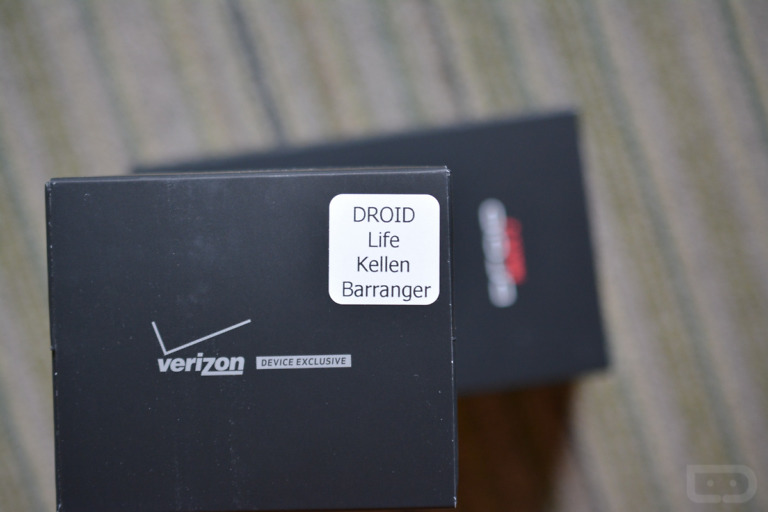 DROID
Life
Kellen
Barranger
verizon DEVICE EXCLUSIVE